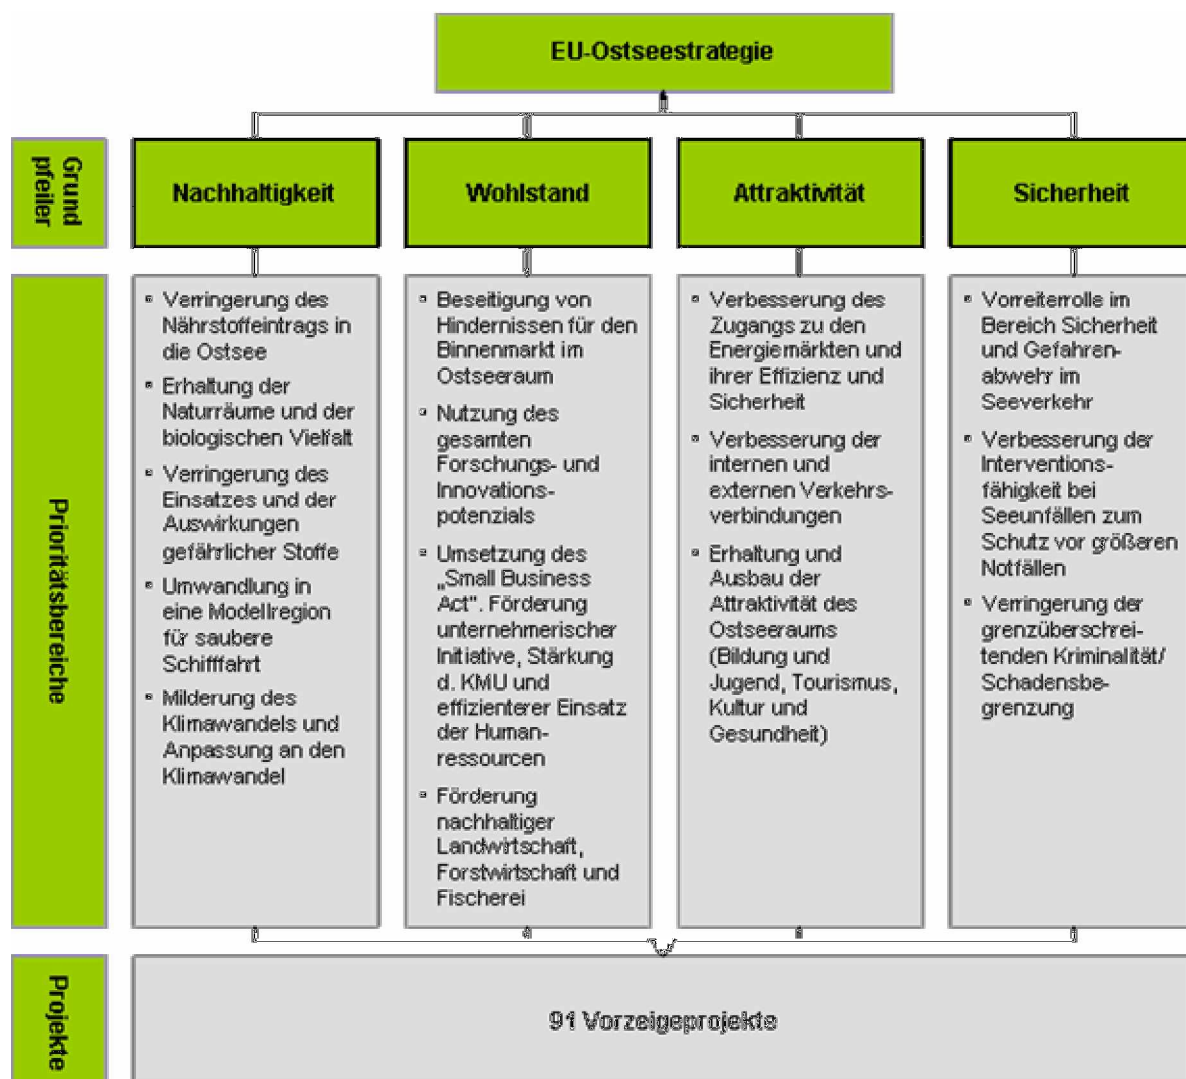 EU-Ostseestrategie
Grund
pfeiler
Nachhaltigkeit
Wohlstand
Attraktivität
Sicherheit
Prioritätsbereiche
▫ Verringerung des
Nährstoffeintrags in
die Ostsee
▫ Erhaltung der
Naturräume und der
biologischen Vielfalt
▫ Verringerung des
Einsatzes und der
Auswirkungen
gefährlicher Stoffe
▫ Umwandlung in
eine Modellregion
für saubere
Schifffahrt
▫ Milderung des
Klimawandels und
Anpassung an den
Klimawandel
▫ Beseitigung von
Hindernissen für den
Binnenmarkt im
Ostseeraum
▫ Nutzung des
gesamten
Forschungs- und
Innovations-
potenzials
▫ Umsetzung des
„Small Business
Act". Förderung
unternehmerischer
Initiative, Stärkung
d. KMU und
effizienterer Einsatz
der Human-
ressourcen
▫ Förderung
nachhaltiger
Landwirtschaft,
Forstwirtschaft und
Fischerei
▫ Verbesserung des
Zugangs zu den
Energiemärkten und
ihrer Effizienz und
Sicherheit
▫ Verbesserung der
internen und
externen Verkehrs-
verbindungen
▫ Erhaltung und
Ausbau der
Attraktivität des
Ostseeraums
(Bildung und
Jugend, Tourismus,
Kultur und
Gesundheit)
▫ Vorreiterrolle im
Bereich Sicherheit
und Gefahren-
abwehr im
Seeverkehr
▫ Verbesserung der
Interventions-
fähigkeit bei
Seeunfällen zum
Schutz vor größeren
Notfällen
▫ Verringerung der
grenzüberschrei-
tenden Kriminalität/
Schadensbe-
grenzung
Projekte
91 Vorzeigeprojekte